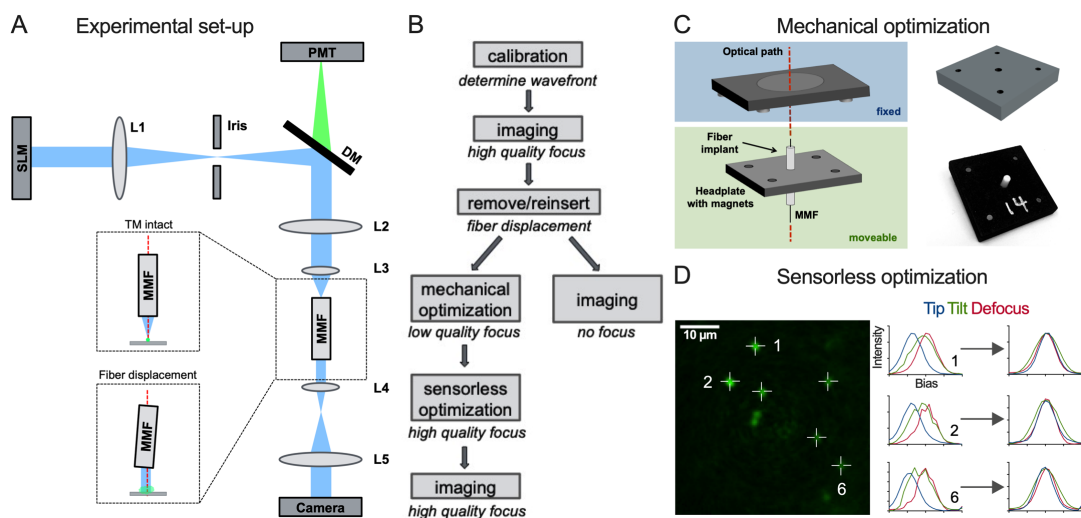 A Experimental set-up
PMT
L1
Iris
SLM
DM
L2
L3
TM intact
MMF
MMF
L4
Fiber displacement
MMF
L5
Camera
B
calibration
determine wavefront
imaging
high quality focus
remove/reinsert
fiber displacement
mechanical
optimization
low quality focus
imaging
no focus
sensorless
optimization
high quality focus
imaging
high quality focus
C Mechanical optimization
Optical path
fixed
Fiber
implant
Headplate
with magnets
MMF
moveable
14
D Sensorless optimization
Tip Tilt Defocus
10 µm
1
2
6
Intensity
Bias
1
2
6